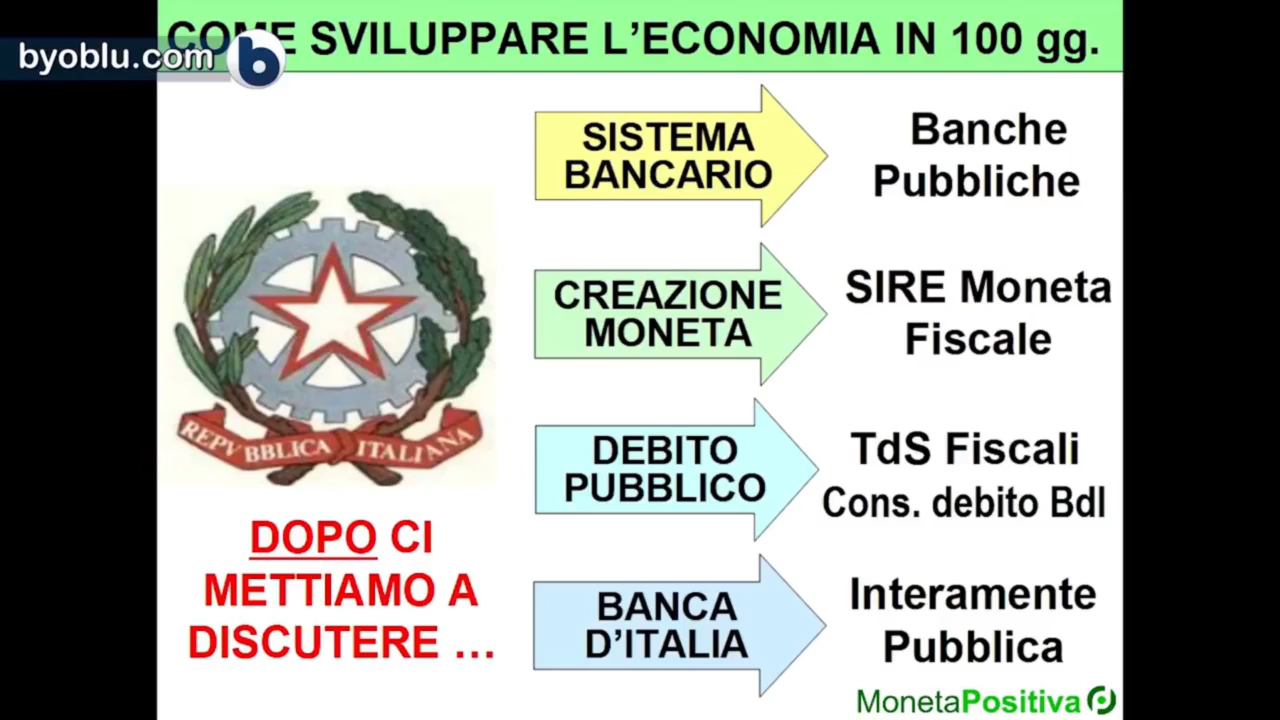 COME SVILUPPARE L'ECONOMIA IN 100 gg.
byoblu.com b
SISTEMA
BANCARIO
Banche
Pubbliche
CREAZIONE
MONETA
SIRE Moneta
Fiscale
DEBITO
PUBBLICO
TdS Fiscali
Cons. debito BdI
BANCA
D'ITALIA
Interamente
Pubblica
REPVBBLICA ITALIANA
DOPO CI
METTIAMO A
DISCUTERE ...
MonetaPositiva